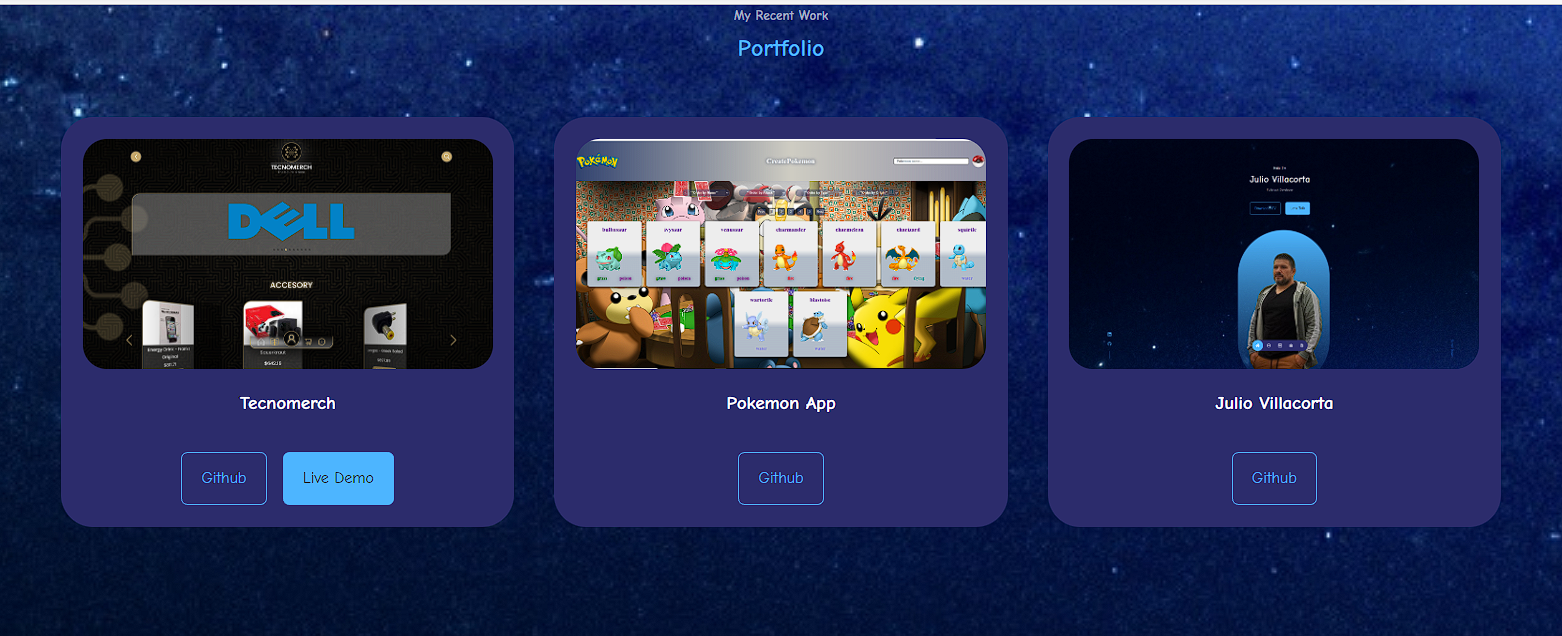 My Recent Work
Portfolio
TECNOMERCH
DELL
ACCESORY
Pokémon
CreatePokemon
bulbasaur
ivysaur
venusaur
charmander
charmeleon
charizard
squirtle
wartortle
blastoise
Julio Villacorta
Tecnomerch
Pokemon App
Julio Villacorta
Github
Live Demo
Github
Github